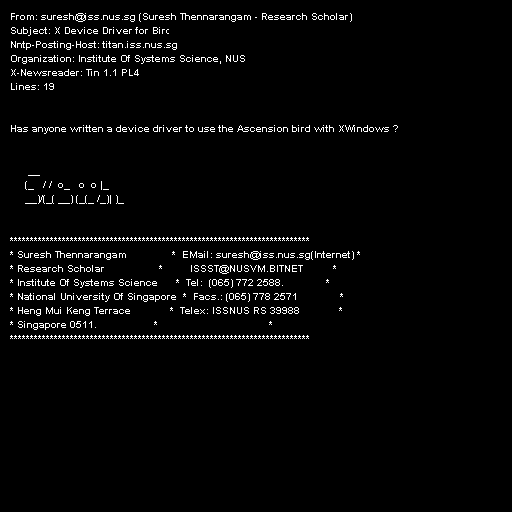 From: suresh@iss.nus.sg (Suresh Thennarangam - Research Scholar)
Subject: X Device Driver for Bird
Nntp-Posting-Host: titan.iss.nus.sg
Organization: Institute Of Systems Science, NUS
X-Newsreader: Tin 1.1 PL4
Lines: 19
Has anyone written a device driver to use the Ascension bird with XWindows ?
__
(_ / / o_ o o |_
__)/(_( __) (_(_ /_)| )_
******************************************************************************
* Suresh Thennarangam * EMail: suresh@iss.nus.sg(Internet) *
* Research Scholar * ISSST@NUSVM.BITNET *
* Institute Of Systems Science * Tel: (065) 772 2588. *
* National University Of Singapore * Facs.: (065) 778 2571 *
* Heng Mui Keng Terrace * Telex: ISSNUS RS 39988 *
* Singapore 0511. * *
******************************************************************************